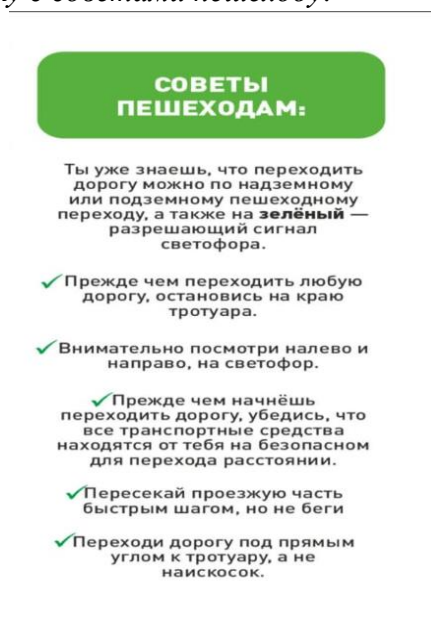 с советами пешеходу.
СОВЕТЫ
ПЕШЕХОДАМ:
Ты уже знаешь, что переходить
дорогу можно по надземному
или подземному пешеходному
переходу, а также на зелёный —
разрешающий сигнал
светофора.
Прежде чем переходить любую
дорогу, остановись на краю
тротуара.
Внимательно посмотри налево и
направо, на светофор.
Прежде чем начнёшь
переходить дорогу, убедись, что
все транспортные средства
находятся от тебя на безопасном
для перехода расстоянии.
Пересекай проезжую часть
быстрым шагом, но не беги
Переходи дорогу под прямым
углом к тротуару, а не
наискосок.